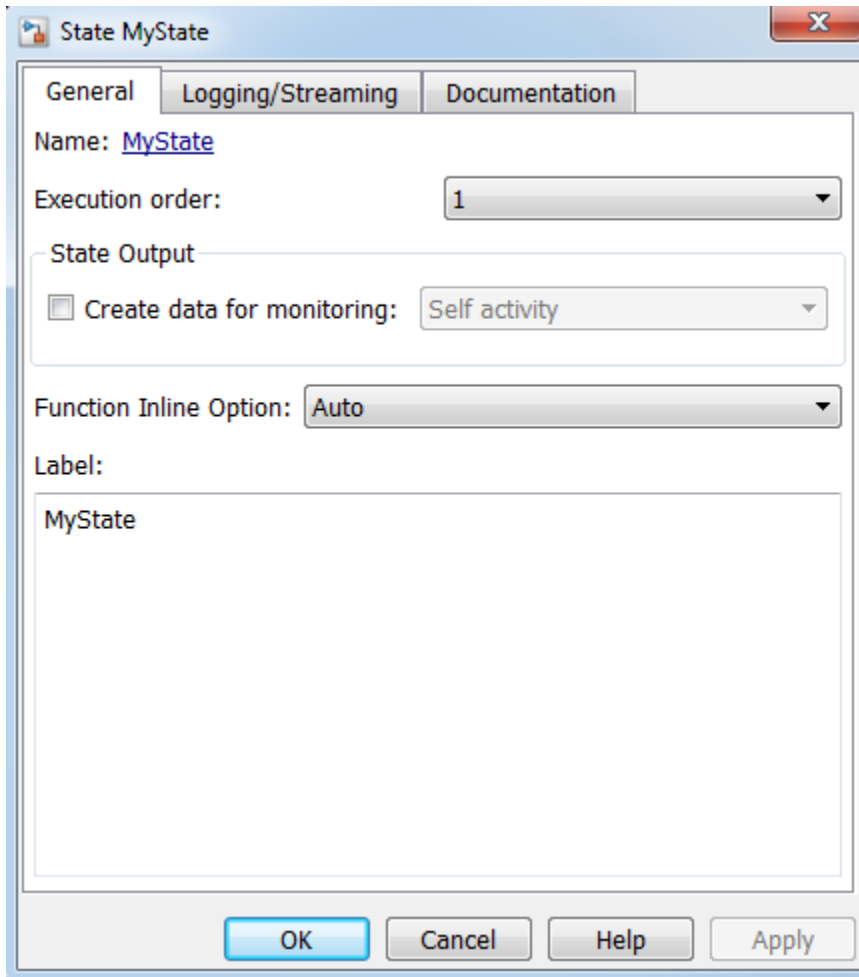 State MyState
X
General Logging/Streaming Documentation
Name: MyState
Execution order: 1
State Output
Create data for monitoring: Self activity
Function Inline Option: Auto
Label:
MyState
OK Cancel Help Apply